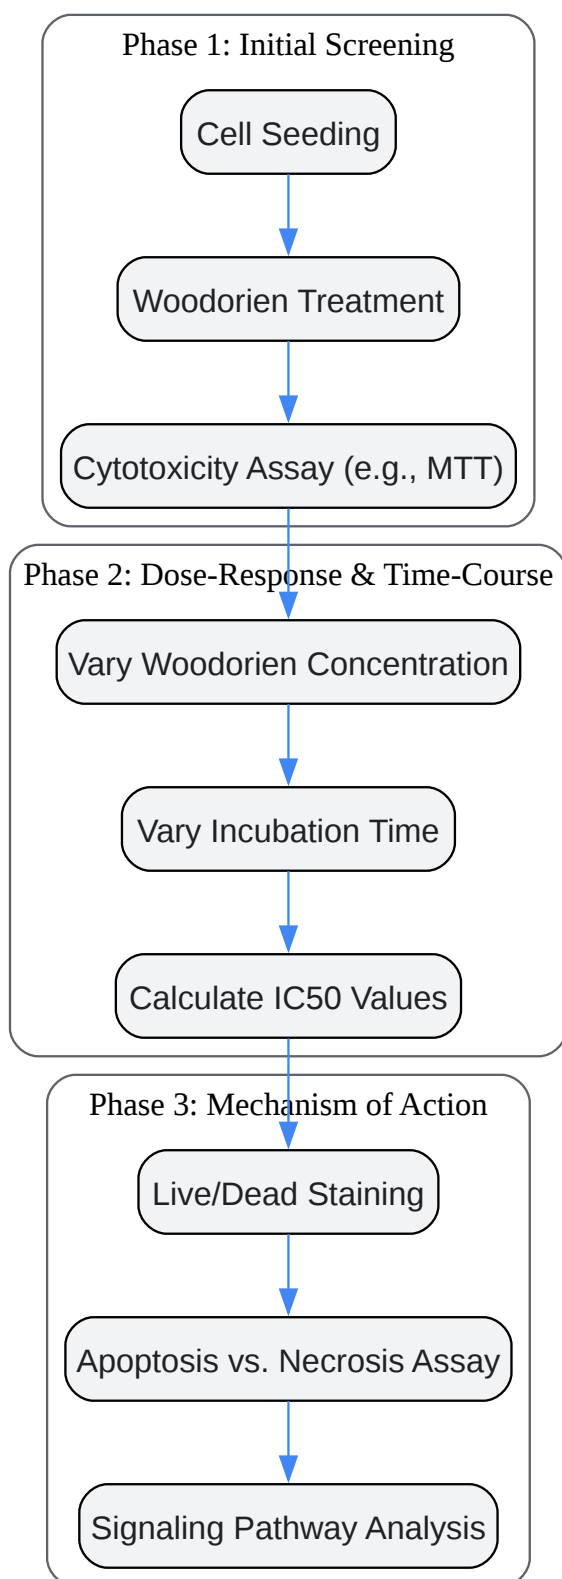 Phase 1: Initial Screening
Cell Seeding
Woodorien Treatment
Cytotoxicity Assay (e.g., MTT)
Phase 2: Dose-Response & Time-Course
Vary Woodorien Concentration
Vary Incubation Time
Calculate IC50 Values
Phase 3: Mechanism of Action
Live/Dead Staining
Apoptosis vs. Necrosis Assay
Signaling Pathway Analysis